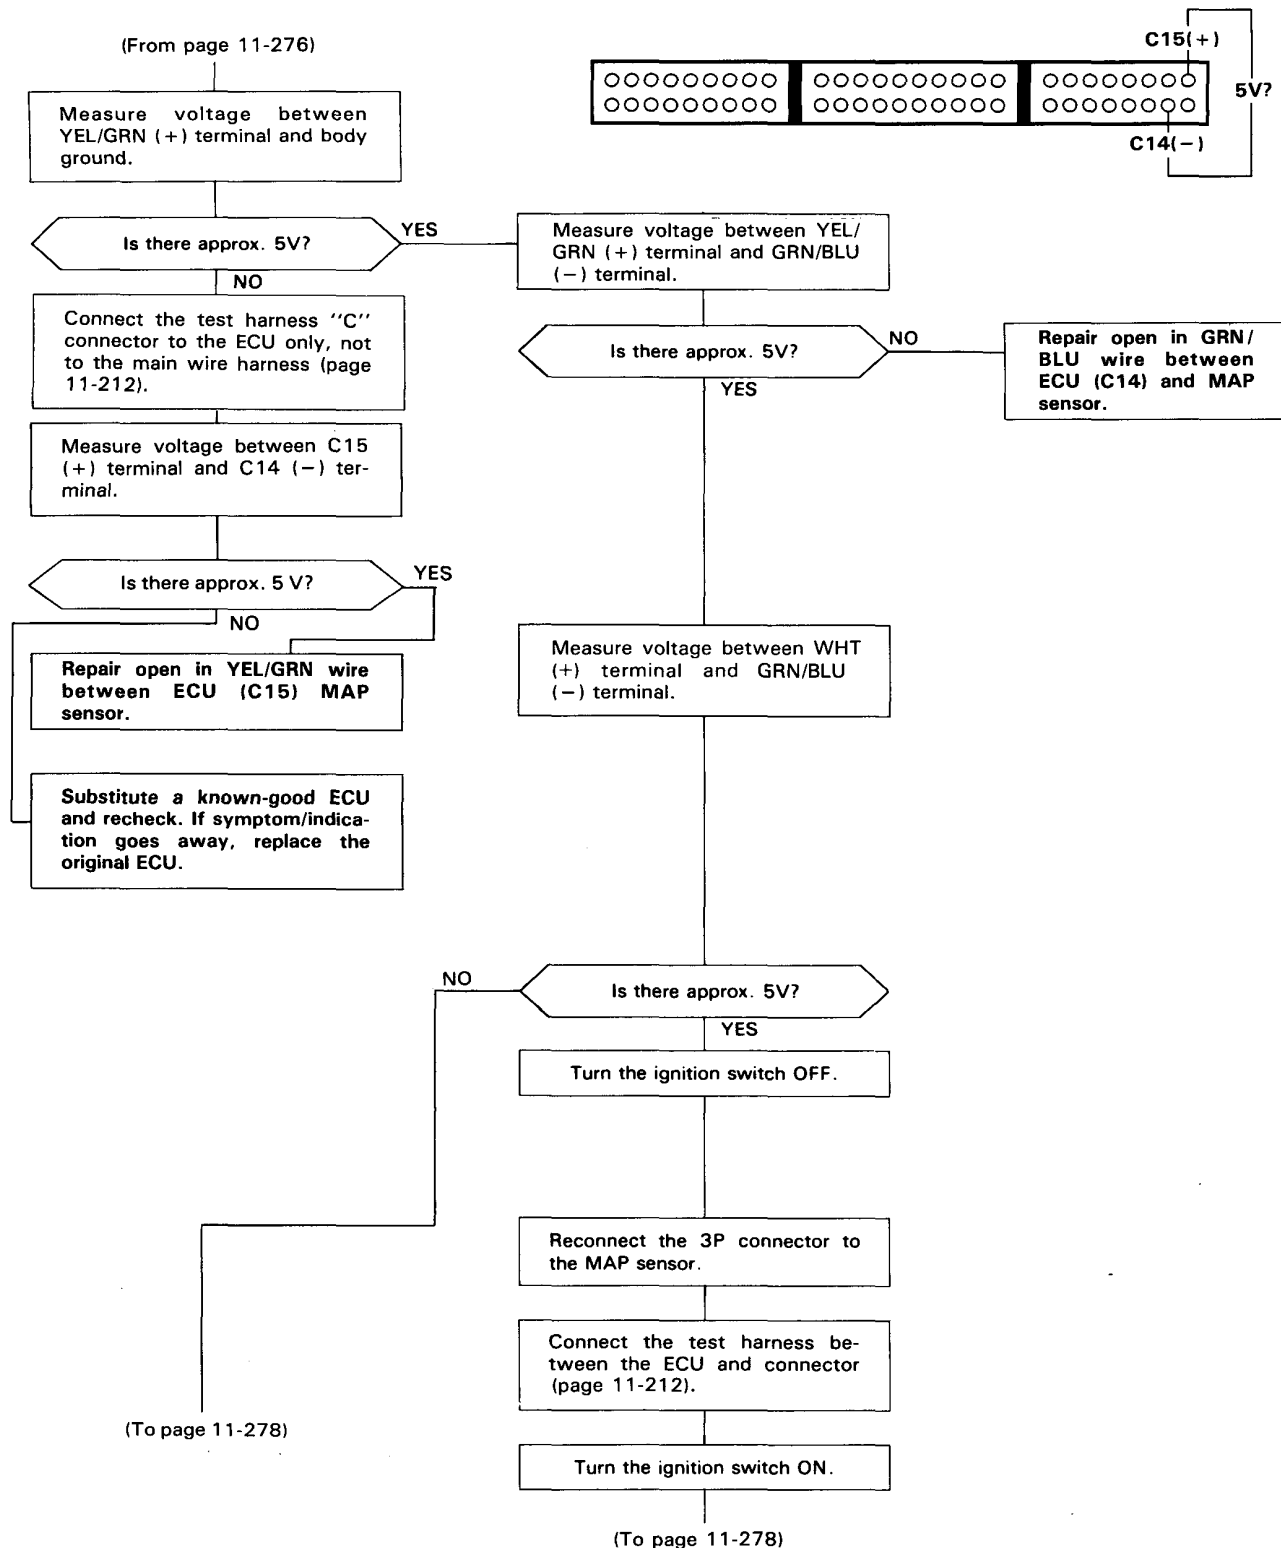 (From page 11-276)
C15(+)
5V?
C14(−)
Measure voltage between
YEL/GRN (+) terminal and body
ground.
Is there approx. 5V?
YES
NO
Measure voltage between YEL/
GRN (+) terminal and GRN/BLU
(−) terminal.
Connect the test harness "C"
connector to the ECU only, not
to the main wire harness (page
11-212).
Is there approx. 5V?
NO
YES
Repair open in GRN/
BLU wire between
ECU (C14) and MAP
sensor.
Measure voltage between C15
(+) terminal and C14 (−) ter-
minal.
Is there approx. 5 V?
YES
NO
Repair open in YEL/GRN wire
between ECU (C15) MAP
sensor.
Substitute a known-good ECU
and recheck. If symptom/indica-
tion goes away, replace the
original ECU.
Measure voltage between WHT
(+) terminal and GRN/BLU
(−) terminal.
Is there approx. 5V?
NO
YES
Turn the ignition switch OFF.
Reconnect the 3P connector to
the MAP sensor.
Connect the test harness be-
tween the ECU and connector
(page 11-212).
Turn the ignition switch ON.
(To page 11-278)
(To page 11-278)